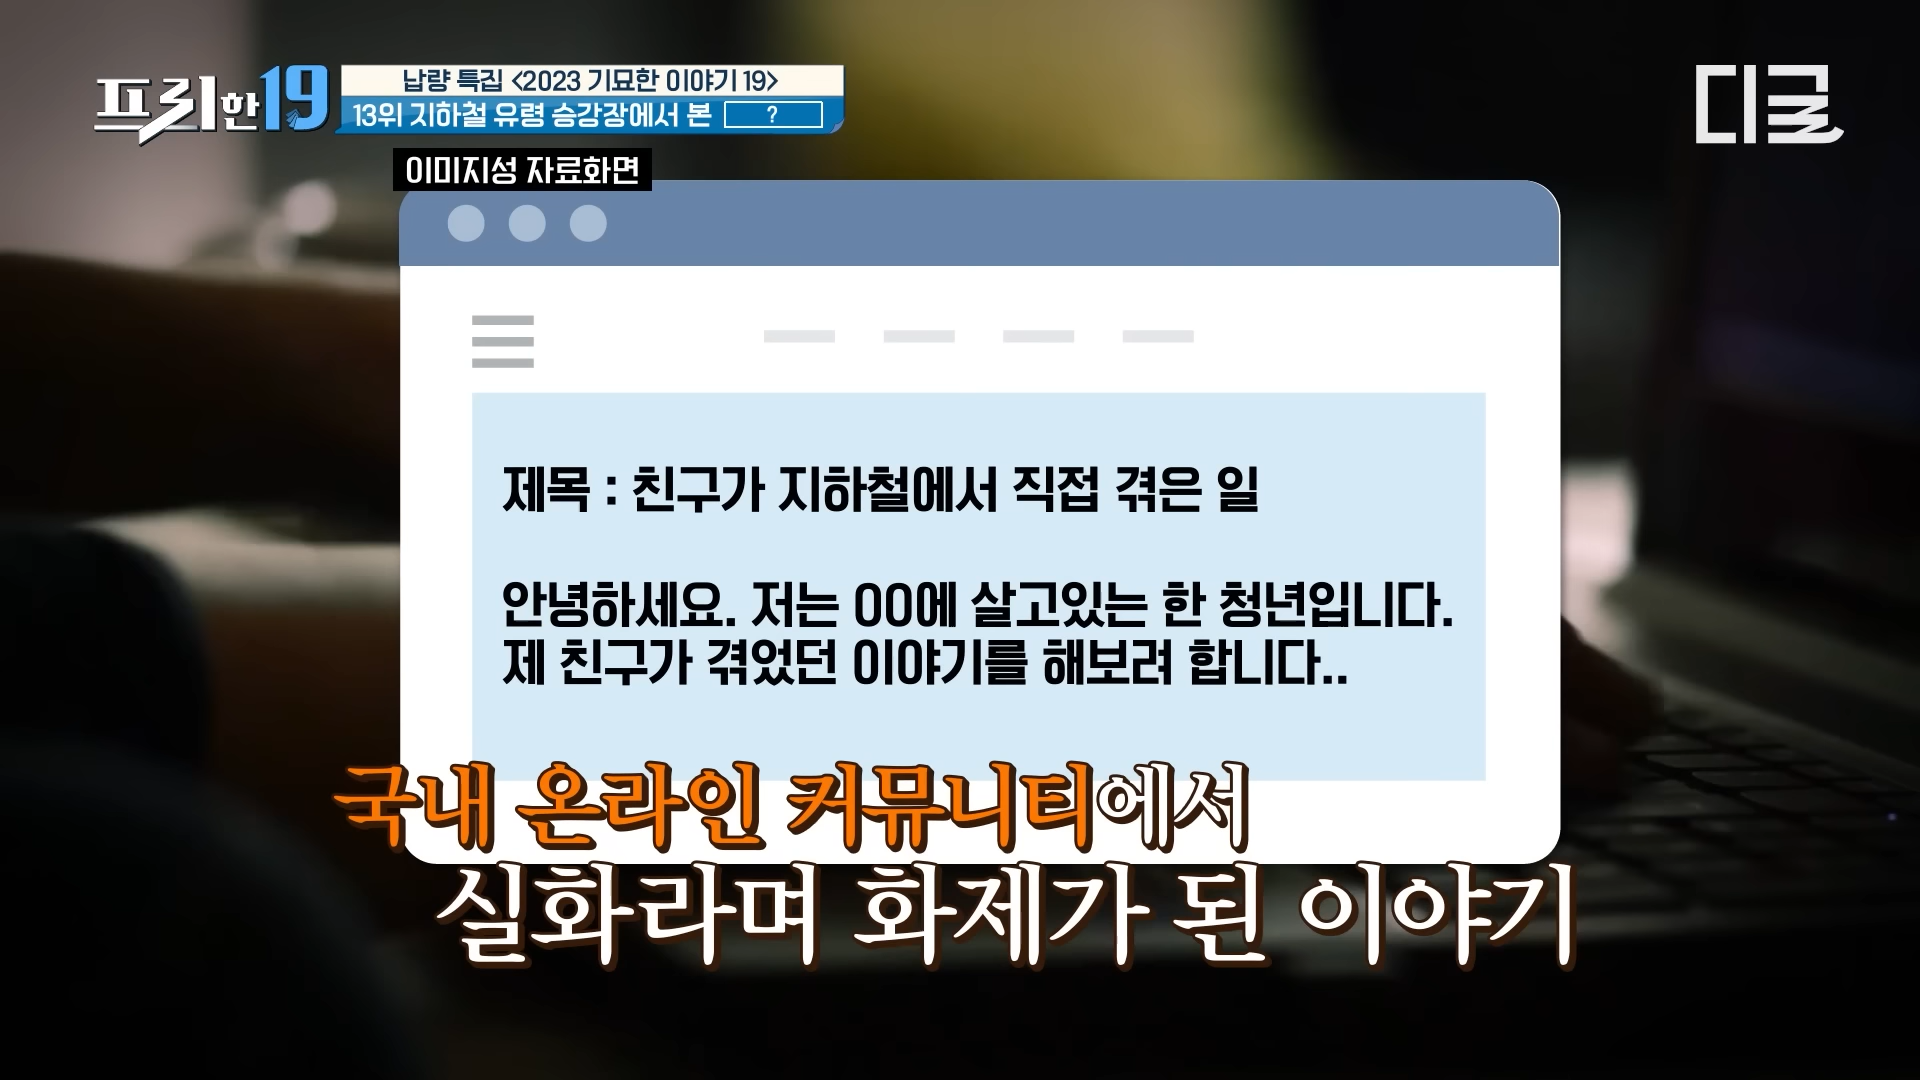 프리한19
납량 특집 <2023 기묘한 이야기 19>
13위 지하철 유령 승강장에서 본 ?
디글
이미지성 자료화면
제목 : 친구가 지하철에서 직접 겪은 일
안녕하세요. 저는 OO에 살고있는 한 청년입니다.
제 친구가 겪었던 이야기를 해보려 합니다..
국내 온라인 커뮤니티에서
실화라며 화제가 된 이야기